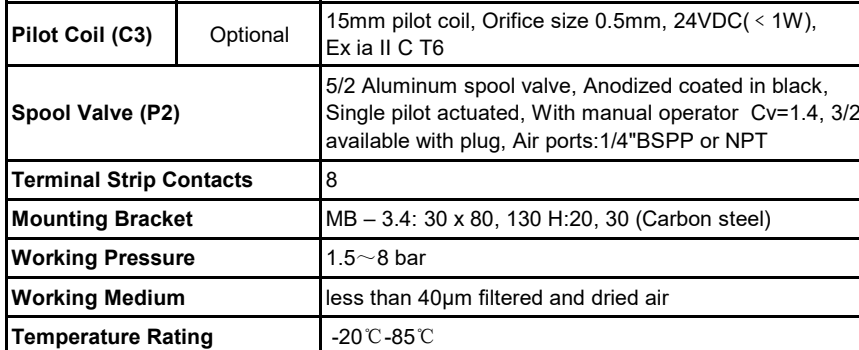 Pilot Coil (C3) Optional 15mm pilot coil, Orifice size 0.5mm, 24VDC(﹤1W),
Ex ia II C T6
Spool Valve (P2) 5/2 Aluminum spool valve, Anodized coated in black,
Single pilot actuated, With manual operator Cv=1.4, 3/2
available with plug, Air ports:1/4"BSPP or NPT
Terminal Strip Contacts 8
Mounting Bracket MB – 3.4: 30 x 80, 130 H:20, 30 (Carbon steel)
Working Pressure 1.5～8 bar
Working Medium less than 40μm filtered and dried air
Temperature Rating -20℃-85℃